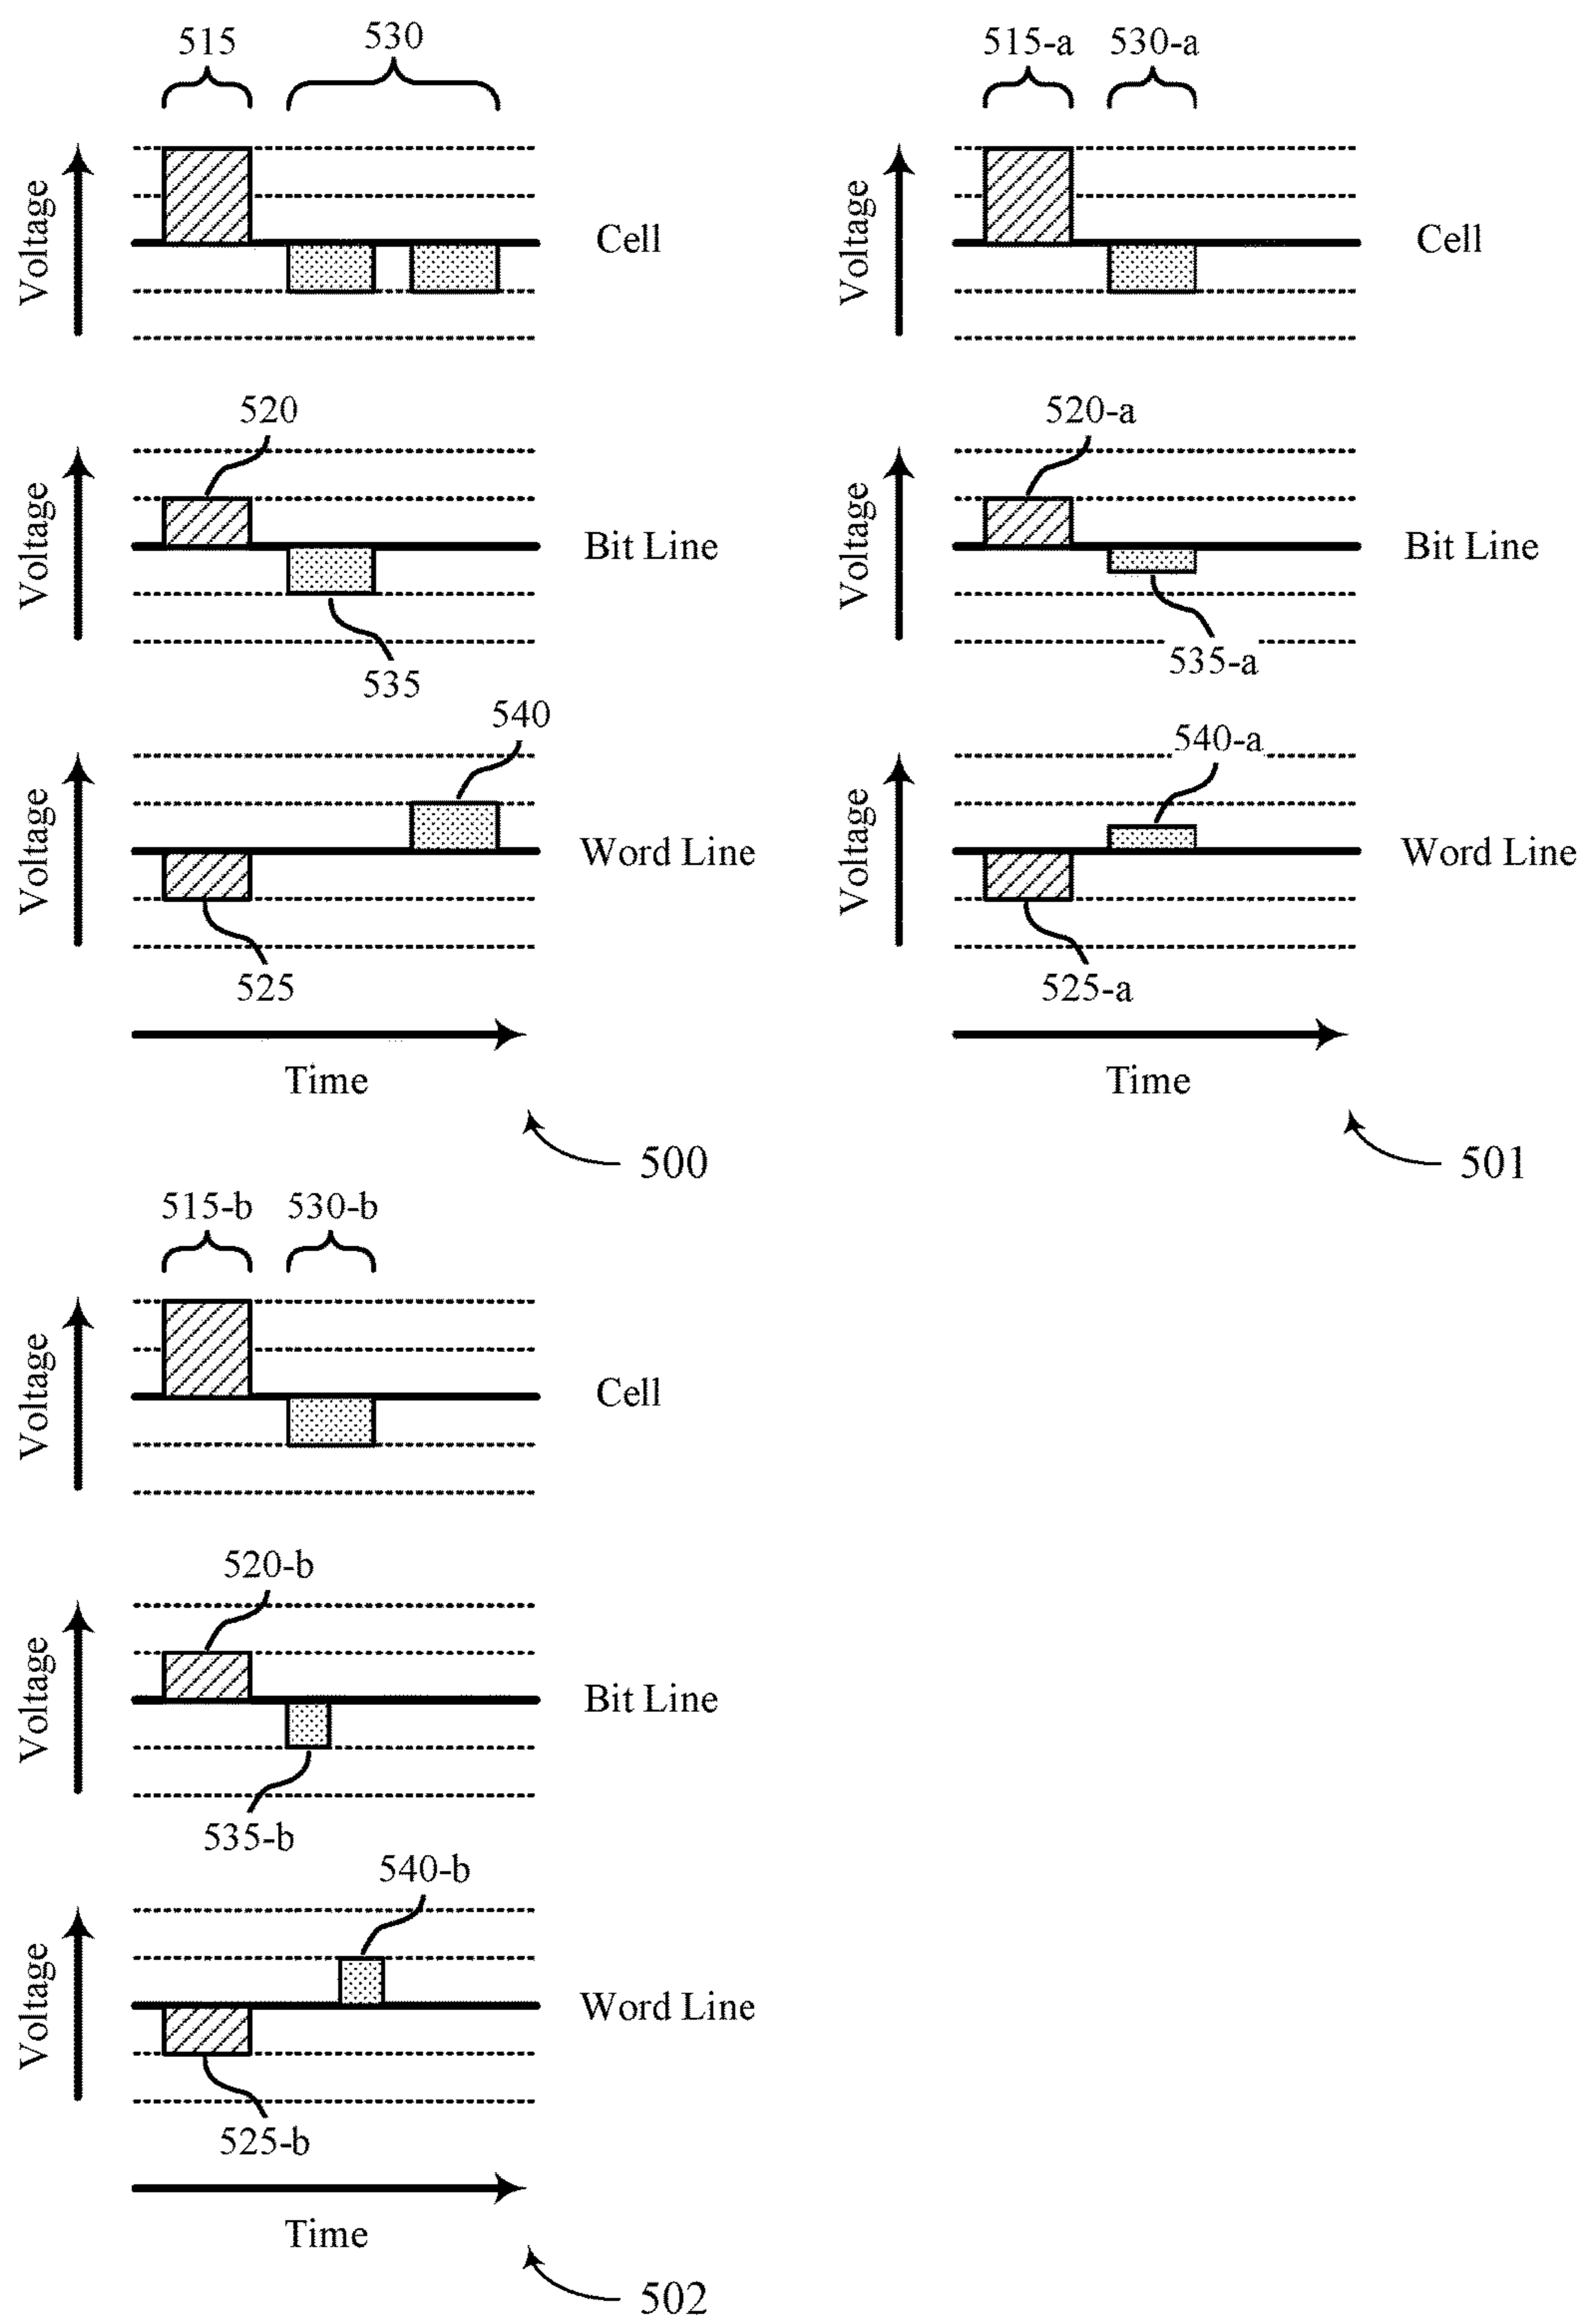 515 530
Voltage
Cell
520
Voltage
Bit Line
535
540
Voltage
Word Line
525
Time
500
515-a 530-a
Voltage
Cell
520-a
Voltage
Bit Line
535-a
540-a
Voltage
Word Line
525-a
Time
501
515-b 530-b
Voltage
Cell
520-b
Voltage
Bit Line
535-b
540-b
Voltage
Word Line
525-b
Time
502